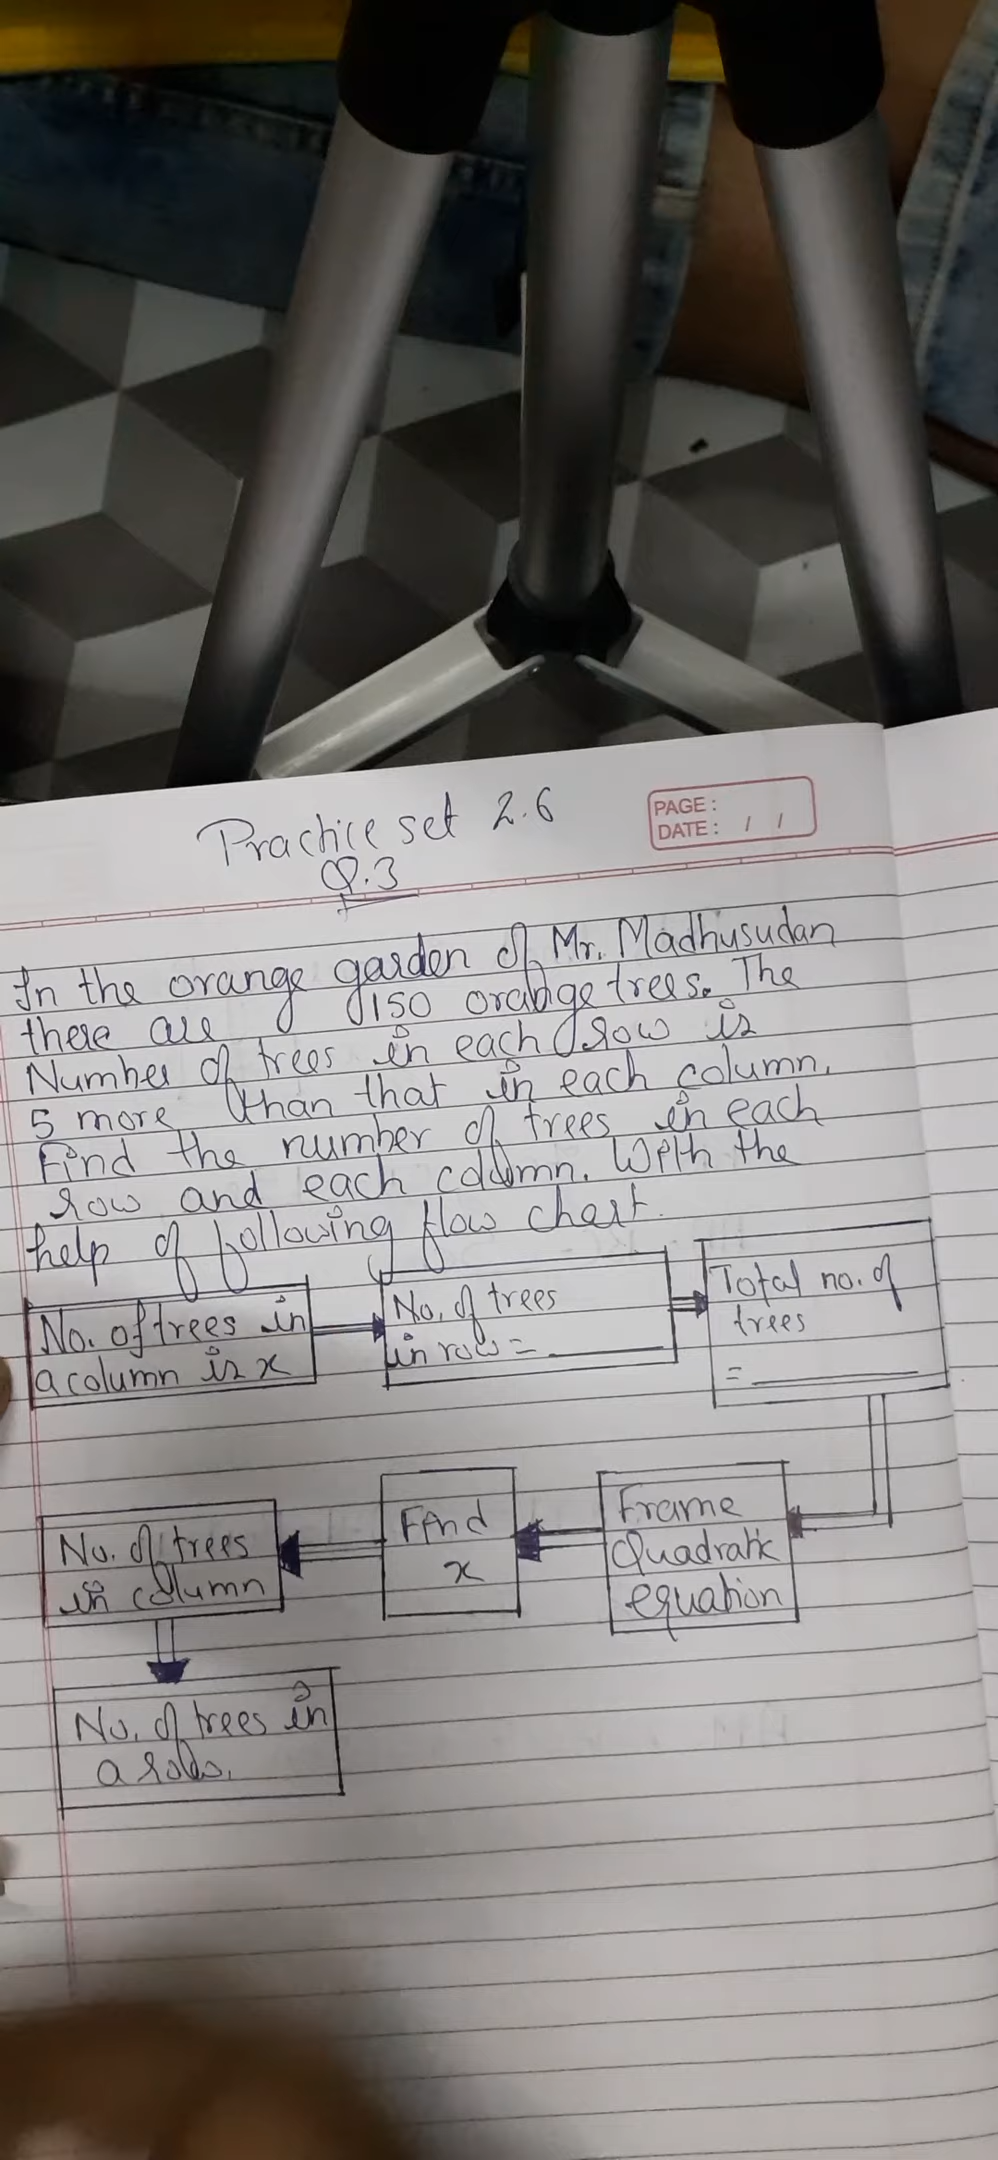 Practice set 2.6
PAGE :
DATE : / /
Q.3
In the orange garden of Mr. Madhusudan
there are 150 orange trees. The
Number of trees in each row is
5 more than that in each column.
Find the number of trees in each
row and each column. With the
help of following flow chart.
No. of trees in
a column is x
No. of trees
in row = ______
Total no. of
trees
= ______
Frame
Quadratic
equation
Find
x
No. of trees
in column
No. of trees in
a row.